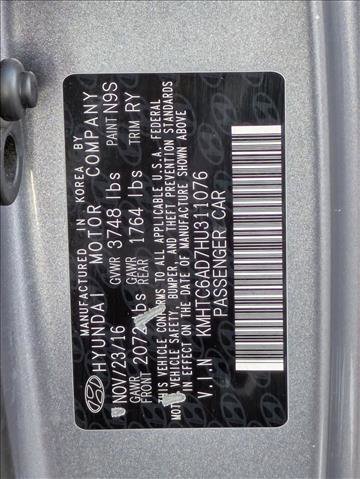 MANUFACTURED IN KOREA BY
HYUNDAI MOTOR COMPANY
NOV/23/16 GVWR 3748 lbs PAINT N9S
GAWR FRONT 2072 lbs GAWR REAR 1764 lbs TRIM RY
THIS VEHICLE CONFORMS TO ALL APPLICABLE U.S.A. FEDERAL
MOTOR VEHICLE SAFETY, BUMPER, AND THEFT PREVENTION STANDARDS
IN EFFECT ON THE DATE OF MANUFACTURE SHOWN ABOVE
V.I.N KMHTC6AD7HU311076
PASSENGER CAR